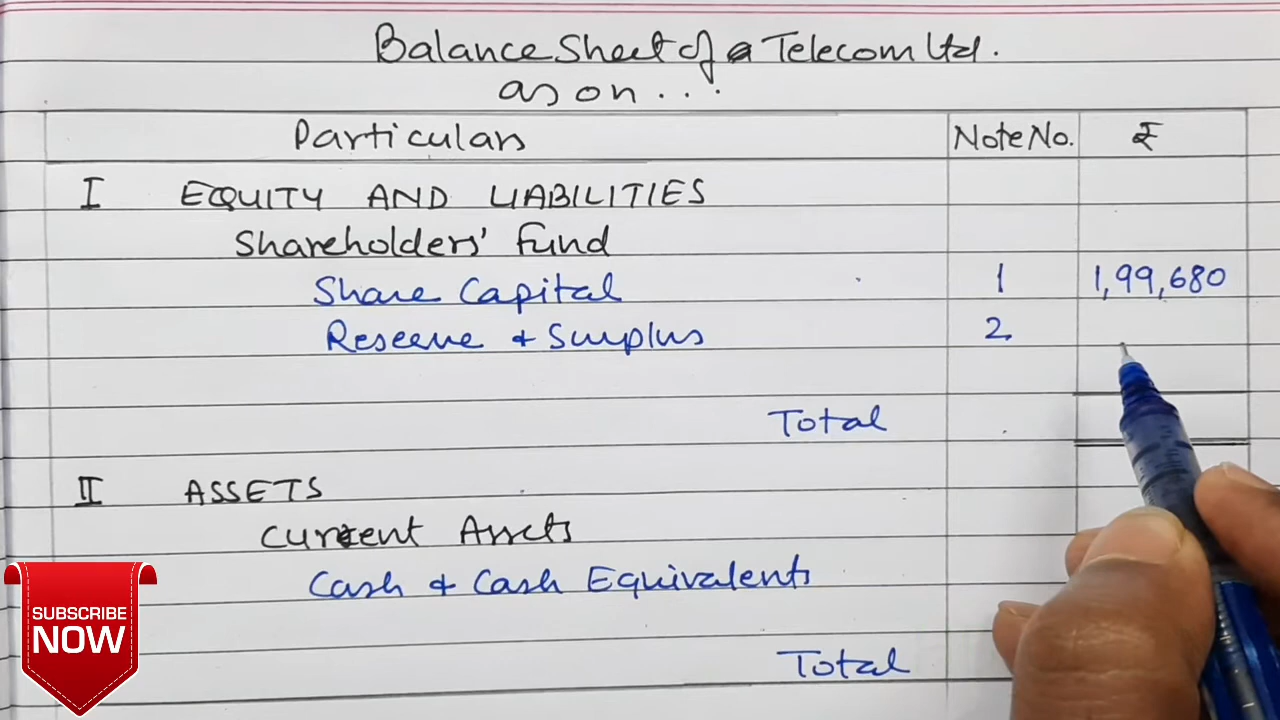 Balance Sheet of a Telecom Ltd.
as on ...
Particulars Note No. ₹
I EQUITY AND LIABILITIES
Shareholders' Fund
Share Capital 1 1,99,680
Reserve & Surplus 2
Total
II ASSETS
Current Assets
Cash & Cash Equivalents
Total
SUBSCRIBE
NOW